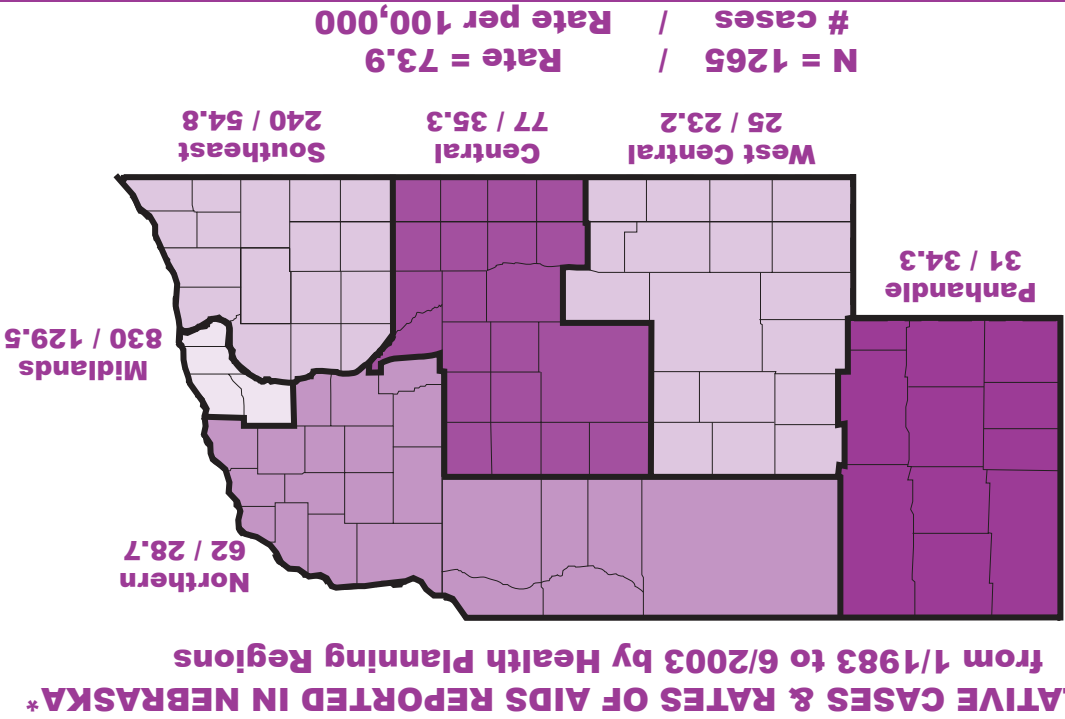 LATIVE CASES & RATES OF AIDS REPORTED IN NEBRASKA*
from 1/1983 to 6/2003 by Health Planning Regions
Northern
62 / 28.7
Midlands
830 / 129.5
Panhandle
31 / 34.3
West Central
25 / 23.2
Central
77 / 35.3
Southeast
240 / 54.8
N = 1265 / Rate = 73.9
# cases / Rate per 100,000